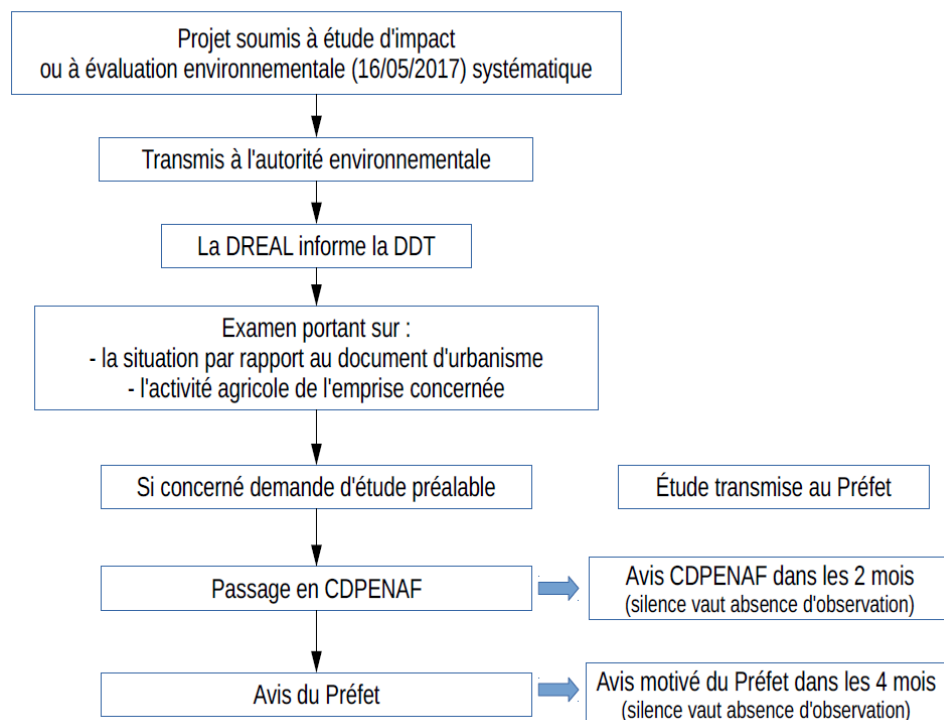 Projet soumis à étude d'impact
ou à évaluation environnementale (16/05/2017) systématique
Transmis à l'autorité environnementale
La DREAL informe la DDT
Examen portant sur :
- la situation par rapport au document d'urbanisme
- l'activité agricole de l'emprise concernée
Si concerné demande d'étude préalable
Étude transmise au Préfet
Passage en CDPENAF
Avis CDPENAF dans les 2 mois
(silence vaut absence d'observation)
Avis du Préfet
Avis motivé du Préfet dans les 4 mois
(silence vaut absence d'observation)